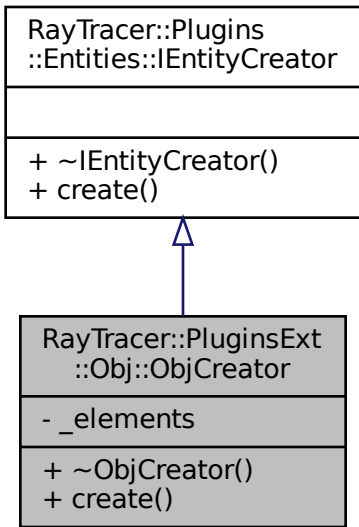 RayTracer::Plugins
::Entities::IEntityCreator
+ ~IEntityCreator()
+ create()
RayTracer::PluginsExt
::Obj::ObjCreator
- _elements
+ ~ObjCreator()
+ create()